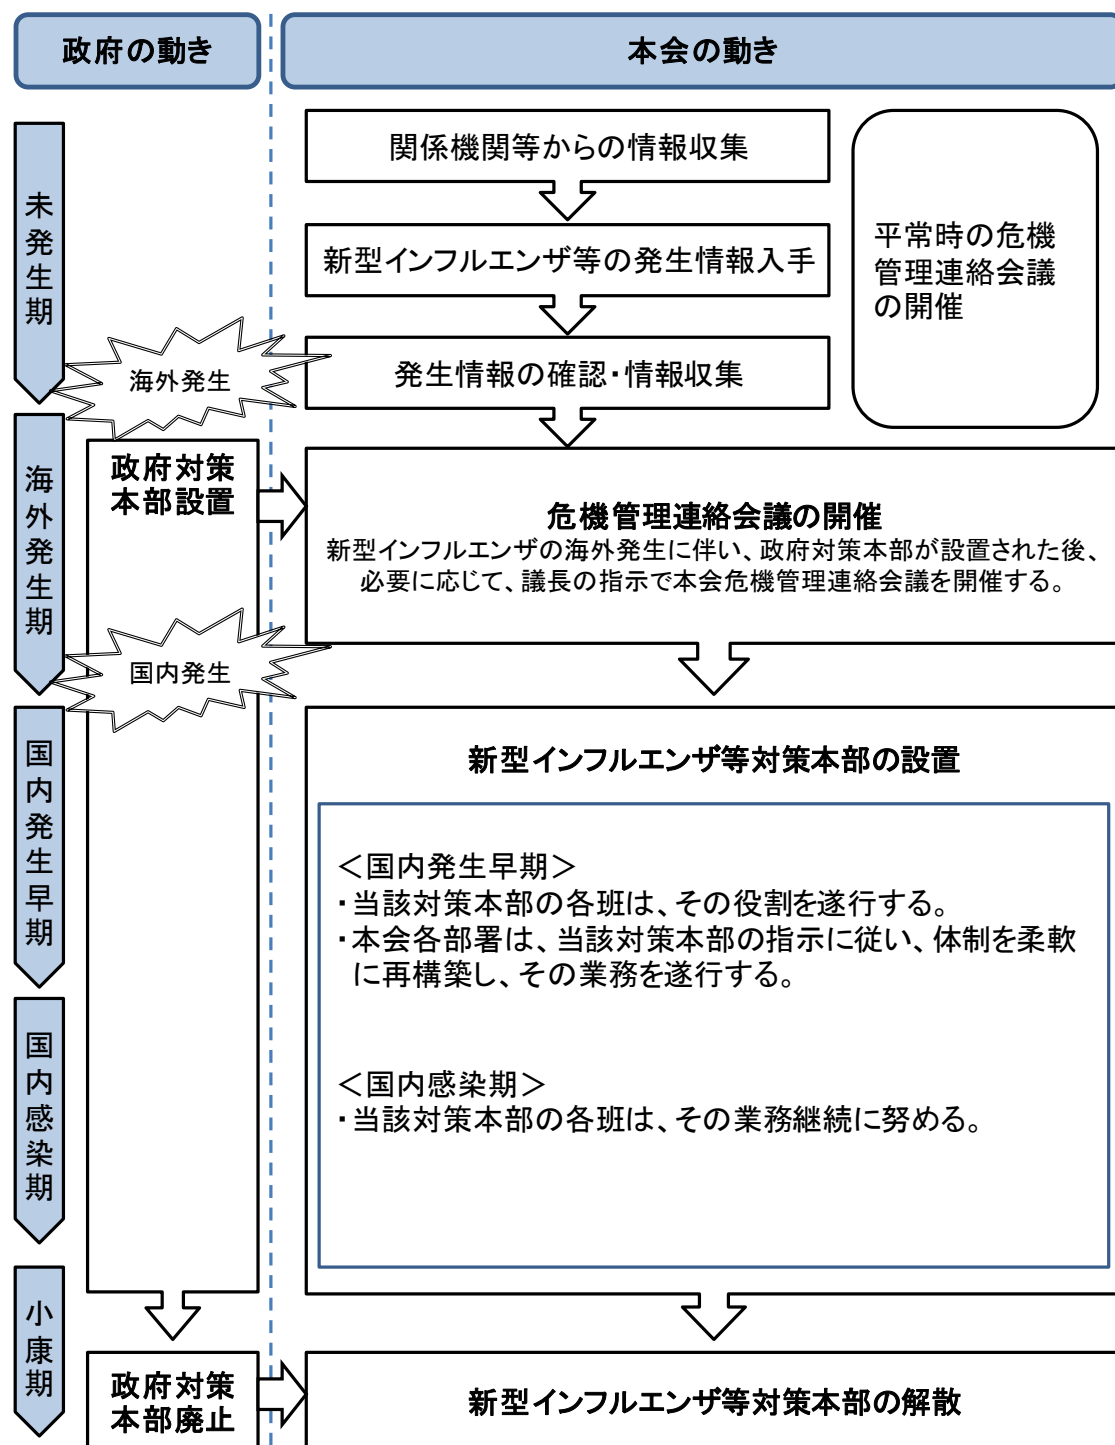 政府の動き
本会の動き
未発生期
関係機関等からの情報収集
新型インフルエンザ等の発生情報入手
発生情報の確認・情報収集
平常時の危機
管理連絡会議
の開催
海外発生
海外発生期
政府対策
本部設置
危機管理連絡会議の開催
新型インフルエンザの海外発生に伴い、政府対策本部が設置された後、
必要に応じて、議長の指示で本会危機管理連絡会議を開催する。
国内発生
国内発生早期
新型インフルエンザ等対策本部の設置
＜国内発生早期＞
・当該対策本部の各班は、その役割を遂行する。
・本会各部署は、当該対策本部の指示に従い、体制を柔軟
に再構築し、その業務を遂行する。
国内感染期
＜国内感染期＞
・当該対策本部の各班は、その業務継続に努める。
小康期
政府対策
本部廃止
新型インフルエンザ等対策本部の解散